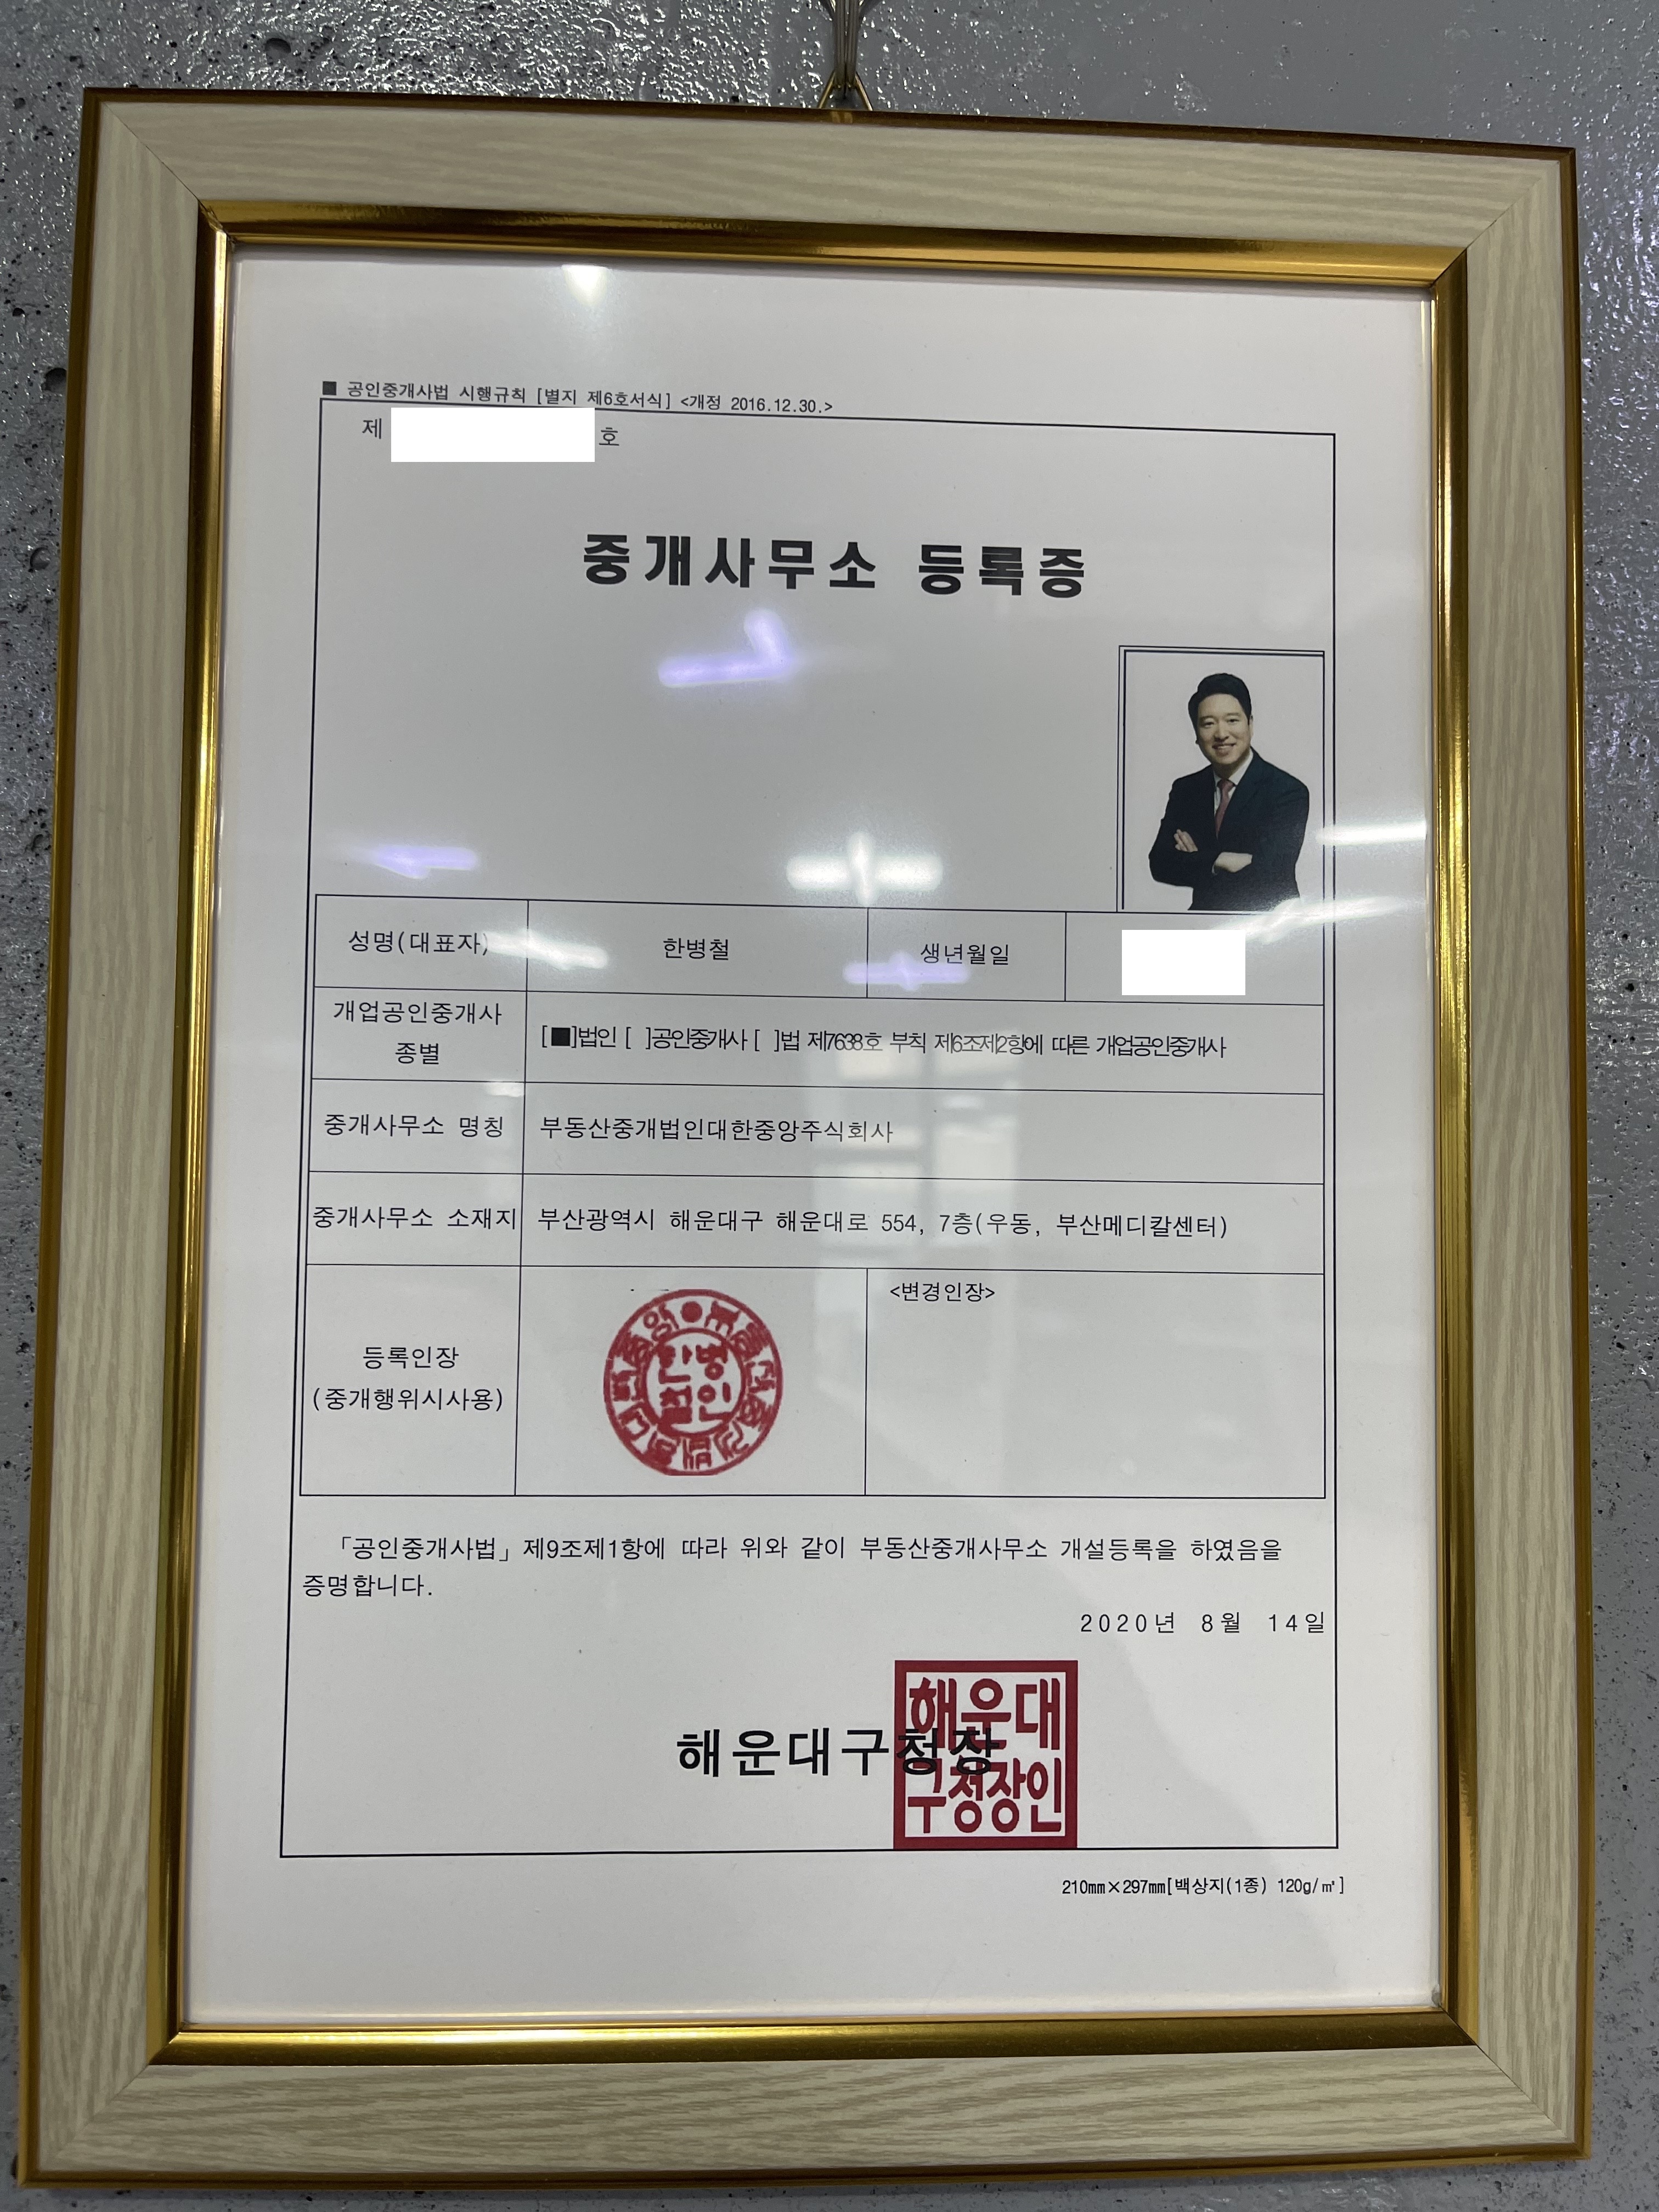 ■ 공인중개사법 시행규칙 [별지 제6호서식] <개정 2016.12.30.>
제 호
중개사무소 등록증
성명(대표자) 한병철 생년월일
개업공인중개사 종별 [■]법인 [ ]공인중개사 [ ]법 제7638호 부칙 제6조제2항에 따른 개업공인중개사
중개사무소 명칭 부동산중개법인대한중앙주식회사
중개사무소 소재지 부산광역시 해운대구 해운대로 554, 7층(우동, 부산메디칼센터)
<변경인장>
등록인장
(중개행위시사용)
한병
철인
「공인중개사법」제9조제1항에 따라 위와 같이 부동산중개사무소 개설등록을 하였음을
증명합니다.
2020년 8월 14일
해운대구청장
해운대
구청장인
210㎜×297㎜[백상지(1종) 120g/㎡]